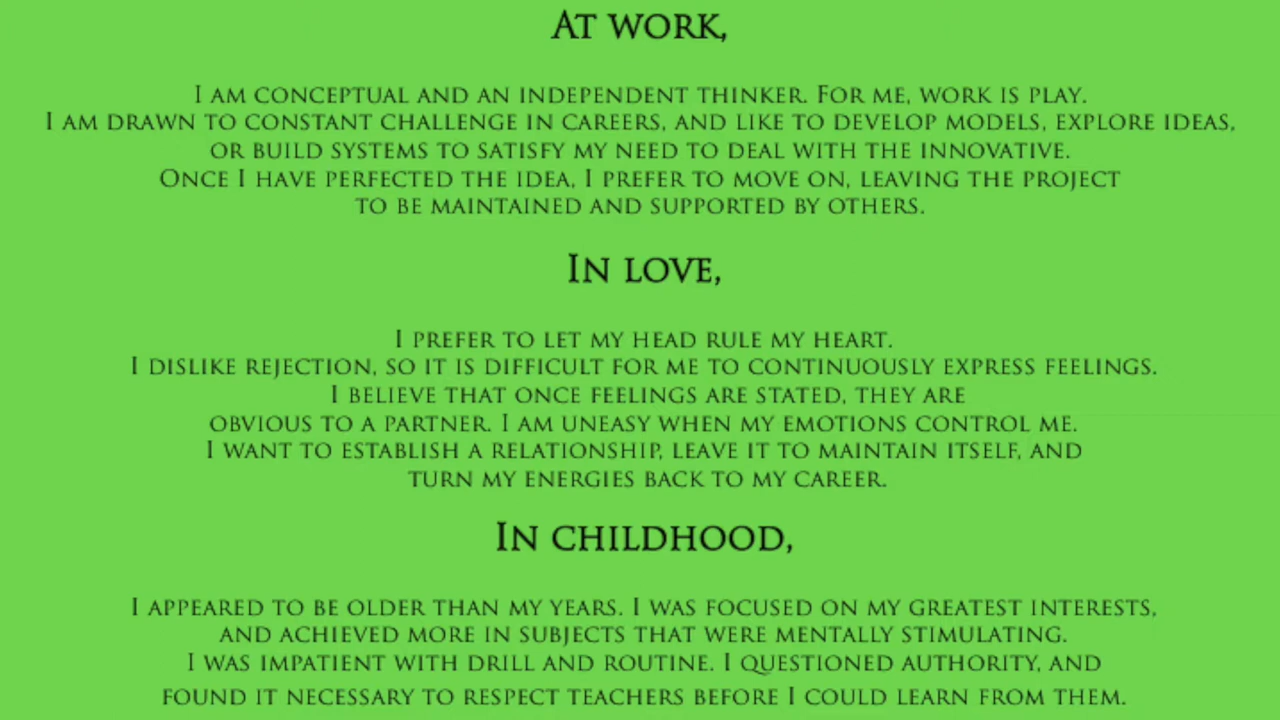 At work,
I am conceptual and an independent thinker. For me, work is play.
I am drawn to constant challenge in careers, and like to develop models, explore ideas,
or build systems to satisfy my need to deal with the innovative.
Once I have perfected the idea, I prefer to move on, leaving the project
to be maintained and supported by others.
In love,
I prefer to let my head rule my heart.
I dislike rejection, so it is difficult for me to continuously express feelings.
I believe that once feelings are stated, they are
obvious to a partner. I am uneasy when my emotions control me.
I want to establish a relationship, leave it to maintain itself, and
turn my energies back to my career.
In childhood,
I appeared to be older than my years. I was focused on my greatest interests,
and achieved more in subjects that were mentally stimulating.
I was impatient with drill and routine. I questioned authority, and
found it necessary to respect teachers before I could learn from them.